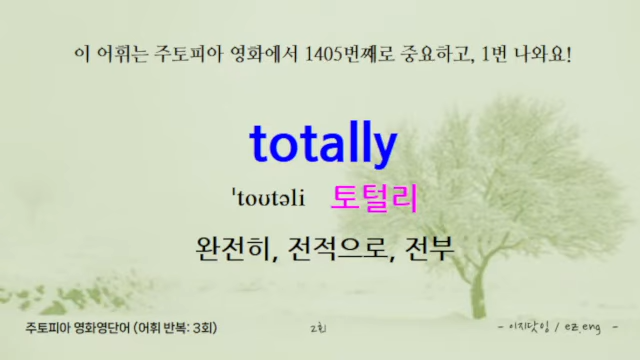 이 어휘는 주토피아 영화에서 1405번째로 중요하고, 1번 나와요!
totally
ˈtoʊtəli 토털리
완전히, 전적으로, 전부
주토피아 영화영단어 (어휘 반복: 3회) 2회 - 이지닷잉 / ez.eng -